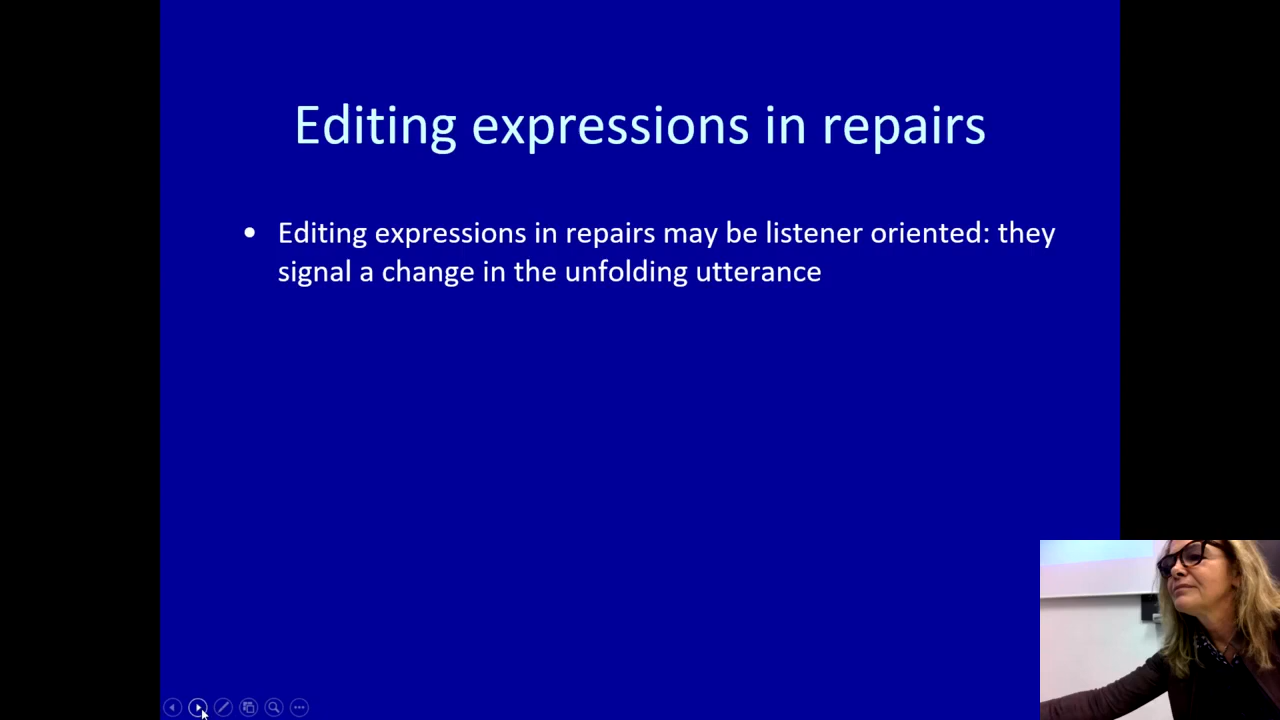 Editing expressions in repairs
• Editing expressions in repairs may be listener oriented: they
signal a change in the unfolding utterance